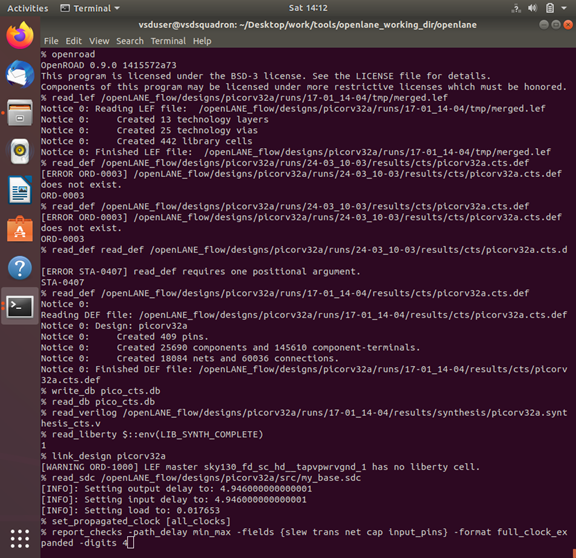 Activities
Terminal
Sat 14:12
vsduser@vsdsquadron: ~/Desktop/work/tools/openlane_working_dir/openlane
File Edit View Search Terminal Help
% openroad
OpenROAD 0.9.0 1415572a73
This program is licensed under the BSD-3 license. See the LICENSE file for details.
Components of this program may be licensed under more restrictive licenses which must be honored.
% read_lef /openLANE_flow/designs/picorv32a/runs/17-01_14-04/tmp/merged.lef
Notice 0: Reading LEF file:  /openLANE_flow/designs/picorv32a/runs/17-01_14-04/tmp/merged.lef
Notice 0:     Created 13 technology layers
Notice 0:     Created 25 technology vias
Notice 0:     Created 442 library cells
Notice 0: Finished LEF file:  /openLANE_flow/designs/picorv32a/runs/17-01_14-04/tmp/merged.lef
% read_def /openLANE_flow/designs/picorv32a/runs/24-03_10-03/results/cts/picorv32a.cts.def
[ERROR ORD-0003] /openLANE_flow/designs/picorv32a/runs/24-03_10-03/results/cts/picorv32a.cts.def
does not exist.
ORD-0003
% read_def /openLANE_flow/designs/picorv32a/runs/24-03_10-03/results/cts/picorv32a.cts.def
[ERROR ORD-0003] /openLANE_flow/designs/picorv32a/runs/24-03_10-03/results/cts/picorv32a.cts.def
does not exist.
ORD-0003
% read_def read_def /openLANE_flow/designs/picorv32a/runs/24-03_10-03/results/cts/picorv32a.cts.d
[ERROR STA-0407] read_def requires one positional argument.
STA-0407
% read_def /openLANE_flow/designs/picorv32a/runs/17-01_14-04/results/cts/picorv32a.cts.def
Notice 0:
Reading DEF file: /openLANE_flow/designs/picorv32a/runs/17-01_14-04/results/cts/picorv32a.cts.def
Notice 0: Design: picorv32a
Notice 0:     Created 409 pins.
Notice 0:     Created 25690 components and 145610 component-terminals.
Notice 0:     Created 18084 nets and 60036 connections.
Notice 0: Finished DEF file: /openLANE_flow/designs/picorv32a/runs/17-01_14-04/results/cts/picorv
32a.cts.def
% write_db pico_cts.db
% read_db pico_cts.db
% read_verilog /openLANE_flow/designs/picorv32a/runs/17-01_14-04/results/synthesis/picorv32a.synt
hesis_cts.v
% read_liberty $::env(LIB_SYNTH_COMPLETE)
1
% link_design picorv32a
[WARNING ORD-1000] LEF master sky130_fd_sc_hd__tapvpwrvgnd_1 has no liberty cell.
% read_sdc /openLANE_flow/designs/picorv32a/src/my_base.sdc
[INFO]: Setting output delay to: 4.946000000000001
[INFO]: Setting input delay to: 4.946000000000001
[INFO]: Setting load to: 0.017653
% set_propagated_clock [all_clocks]
% report_checks -path_delay min_max -fields {slew trans net cap input_pins} -format full_clock_ex
panded -digits 4